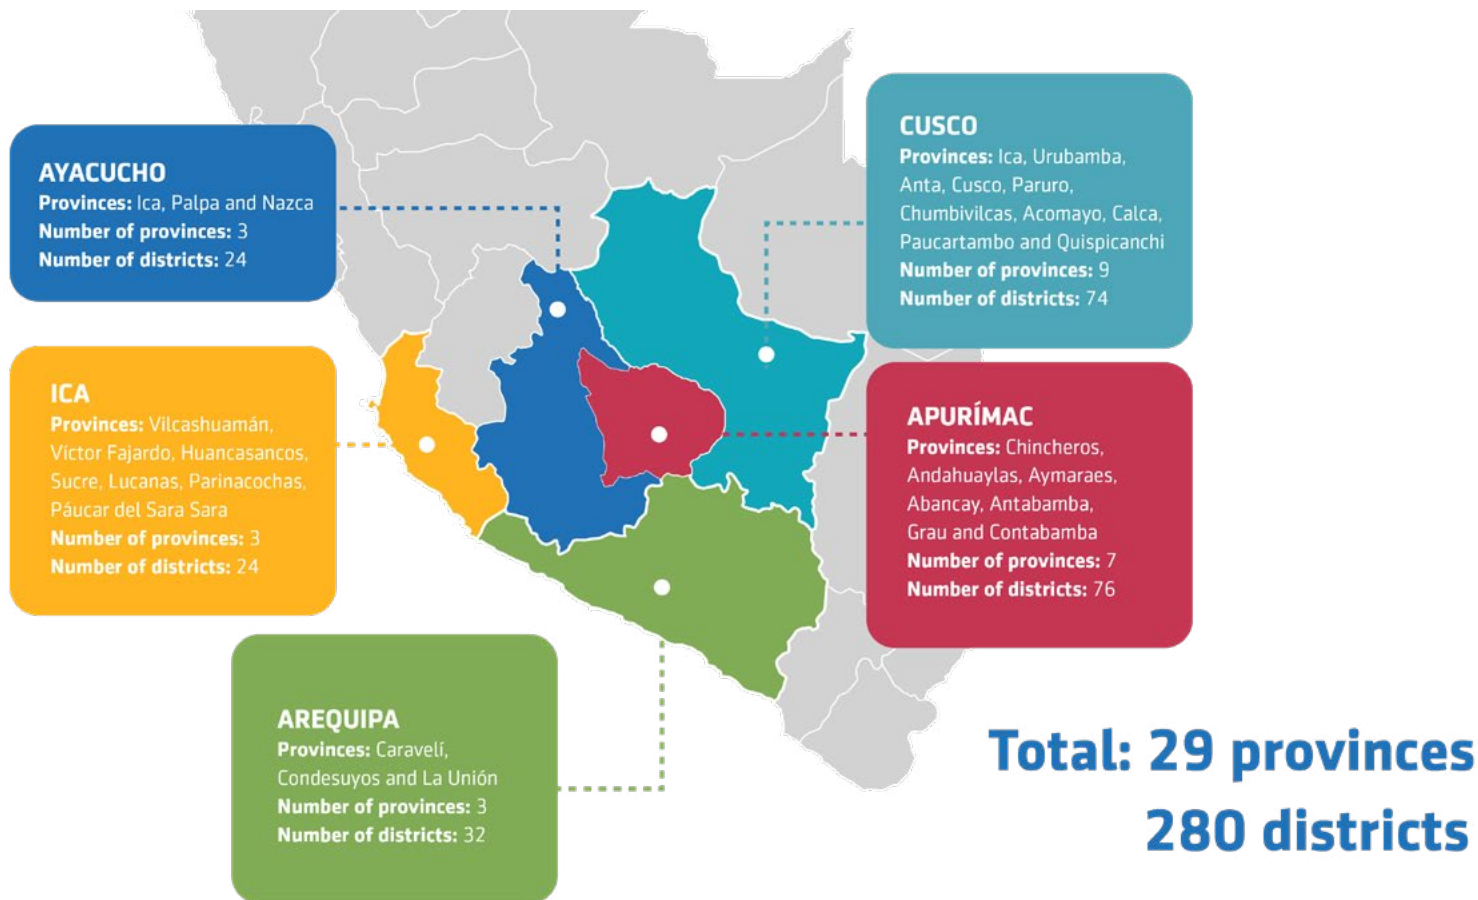 AYACUCHO
Provinces: Ica, Palpa and Nazca
Number of provinces: 3
Number of districts: 24
ICA
Provinces: Vilcashuamán,
Víctor Fajardo, Huancasancos,
Sucre, Lucanas, Parinacochas,
Páucar del Sara Sara
Number of provinces: 3
Number of districts: 24
AREQUIPA
Provinces: Caravelí,
Condesuyos and La Unión
Number of provinces: 3
Number of districts: 32
CUSCO
Provinces: Ica, Urubamba,
Anta, Cusco, Paruro,
Chumbivilcas, Acomayo, Calca,
Paucartambo and Quispicanchi
Number of provinces: 9
Number of districts: 74
APURÍMAC
Provinces: Chincheros,
Andahuaylas, Aymaraes,
Abancay, Antabamba,
Grau and Contabamba
Number of provinces: 7
Number of districts: 76
Total: 29 provinces
280 districts